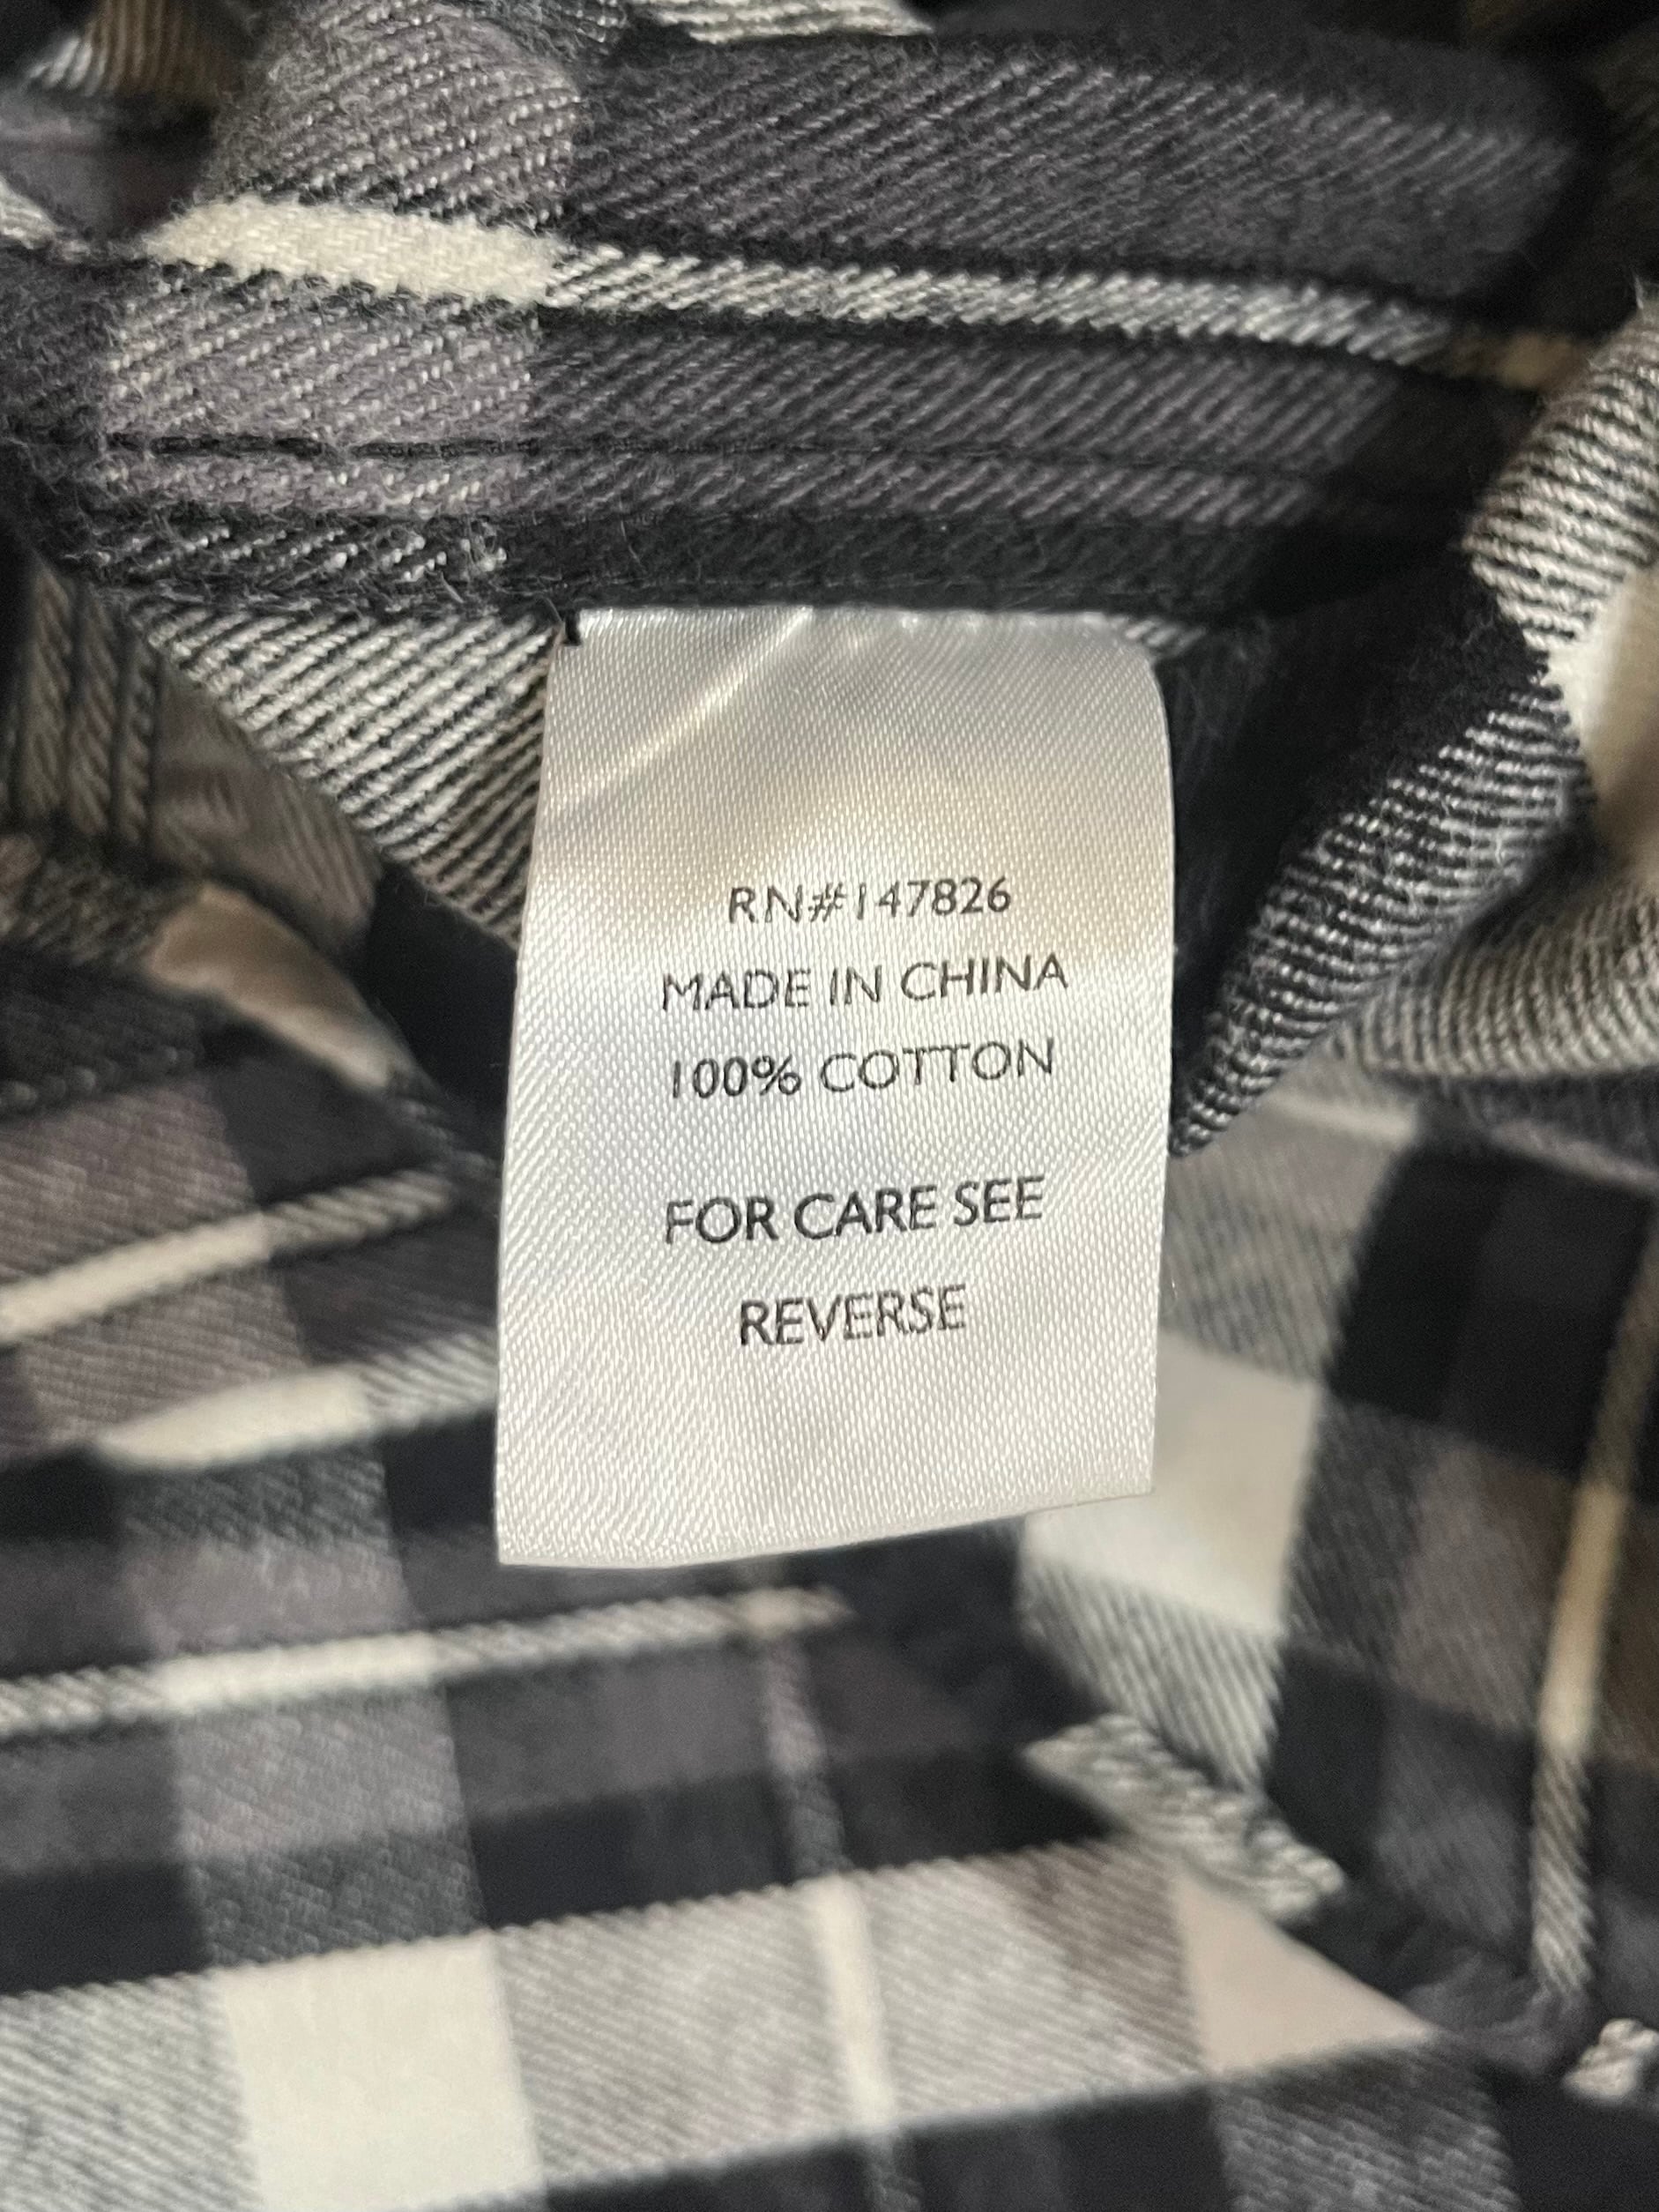 RN#147826
MADE IN CHINA
100% COTTON
FOR CARE SEE
REVERSE